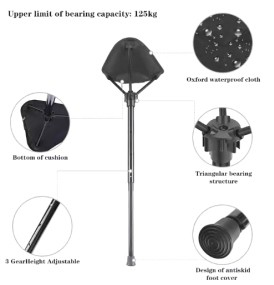 Upper limit of bearing capacity: 125kg
Oxford waterproof cloth
Bottom of cushion
Triangular bearing
structure
3 GearHeight Adjustable
Design of antiskid
foot cover